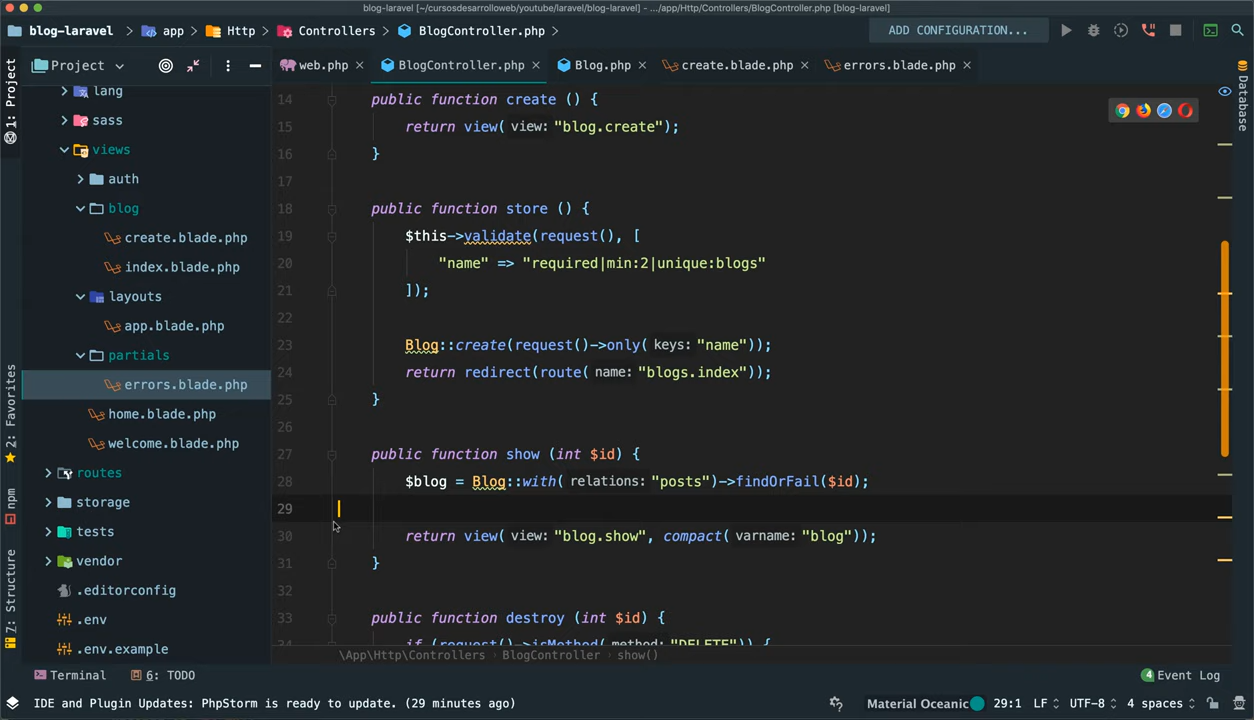 blog-laravel [~/cursosdesarrolloweb/youtube/laravel/blog-laravel] - .../app/Http/Controllers/BlogController.php [blog-laravel]
blog-laravel app Http Controllers BlogController.php ADD CONFIGURATION...
Project web.php BlogController.php Blog.php create.blade.php errors.blade.php
1: Project
2: Favorites
npm
7: Structure
Database
lang
sass
views
auth
blog
create.blade.php
index.blade.php
layouts
app.blade.php
partials
errors.blade.php
home.blade.php
welcome.blade.php
routes
storage
tests
vendor
.editorconfig
.env
.env.example
14 public function create () {
15 return view( view: "blog.create");
16 }
17
18 public function store () {
19 $this->validate(request(), [
20 "name" => "required|min:2|unique:blogs"
21 ]);
22
23 Blog::create(request()->only( keys: "name"));
24 return redirect(route( name: "blogs.index"));
25 }
26
27 public function show (int $id) {
28 $blog = Blog::with( relations: "posts")->findOrFail($id);
29
30 return view( view: "blog.show", compact( varname: "blog"));
31 }
32
33 public function destroy (int $id) {
34 if (request()->isMethod( method: "DELETE")) {
\App\Http\Controllers BlogController show()
Terminal 6: TODO 4 Event Log
IDE and Plugin Updates: PhpStorm is ready to update. (29 minutes ago) Material Oceanic 29:1 LF UTF-8 4 spaces